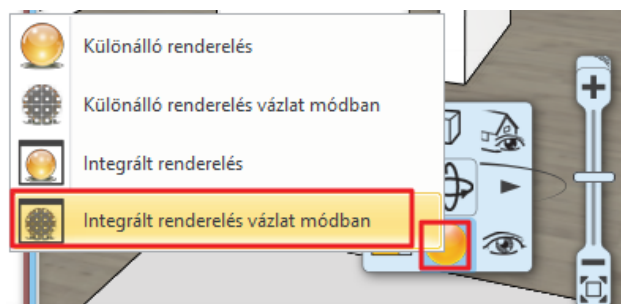 Különálló renderelés
Különálló renderelés vázlat módban
Integrált renderelés
Integrált renderelés vázlat módban